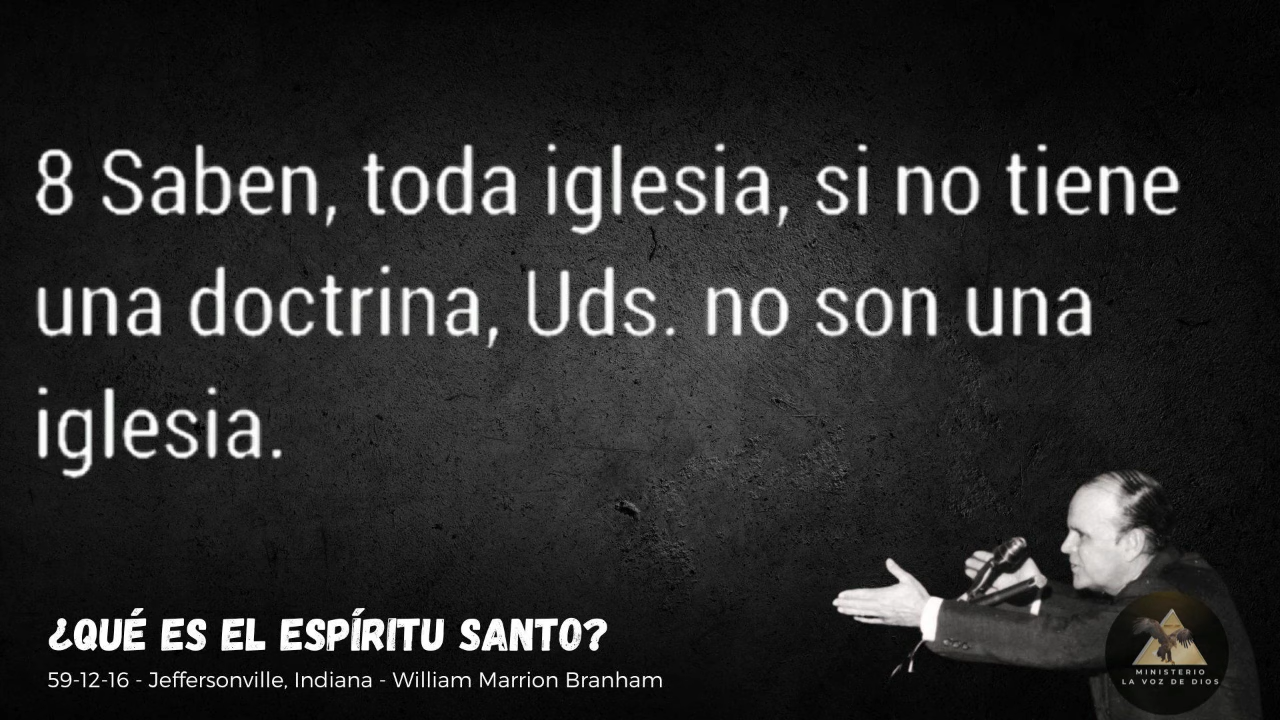 8 Saben, toda iglesia, si no tiene
una doctrina, Uds. no son una
iglesia.
¿QUÉ ES EL ESPÍRITU SANTO?
59-12-16 - Jeffersonville, Indiana - William Marrion Branham
MINISTERIO
LA VOZ DE DIOS